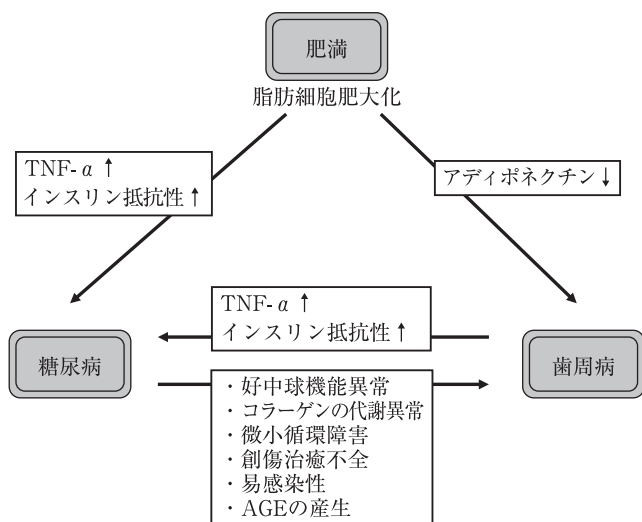 肥満
脂肪細胞肥大化
TNF-α ↑
インスリン抵抗性 ↑
アディポネクチン ↓
TNF-α ↑
インスリン抵抗性 ↑
糖尿病
歯周病
・好中球機能異常
・コラーゲンの代謝異常
・微小循環障害
・創傷治癒不全
・易感染性
・AGEの産生